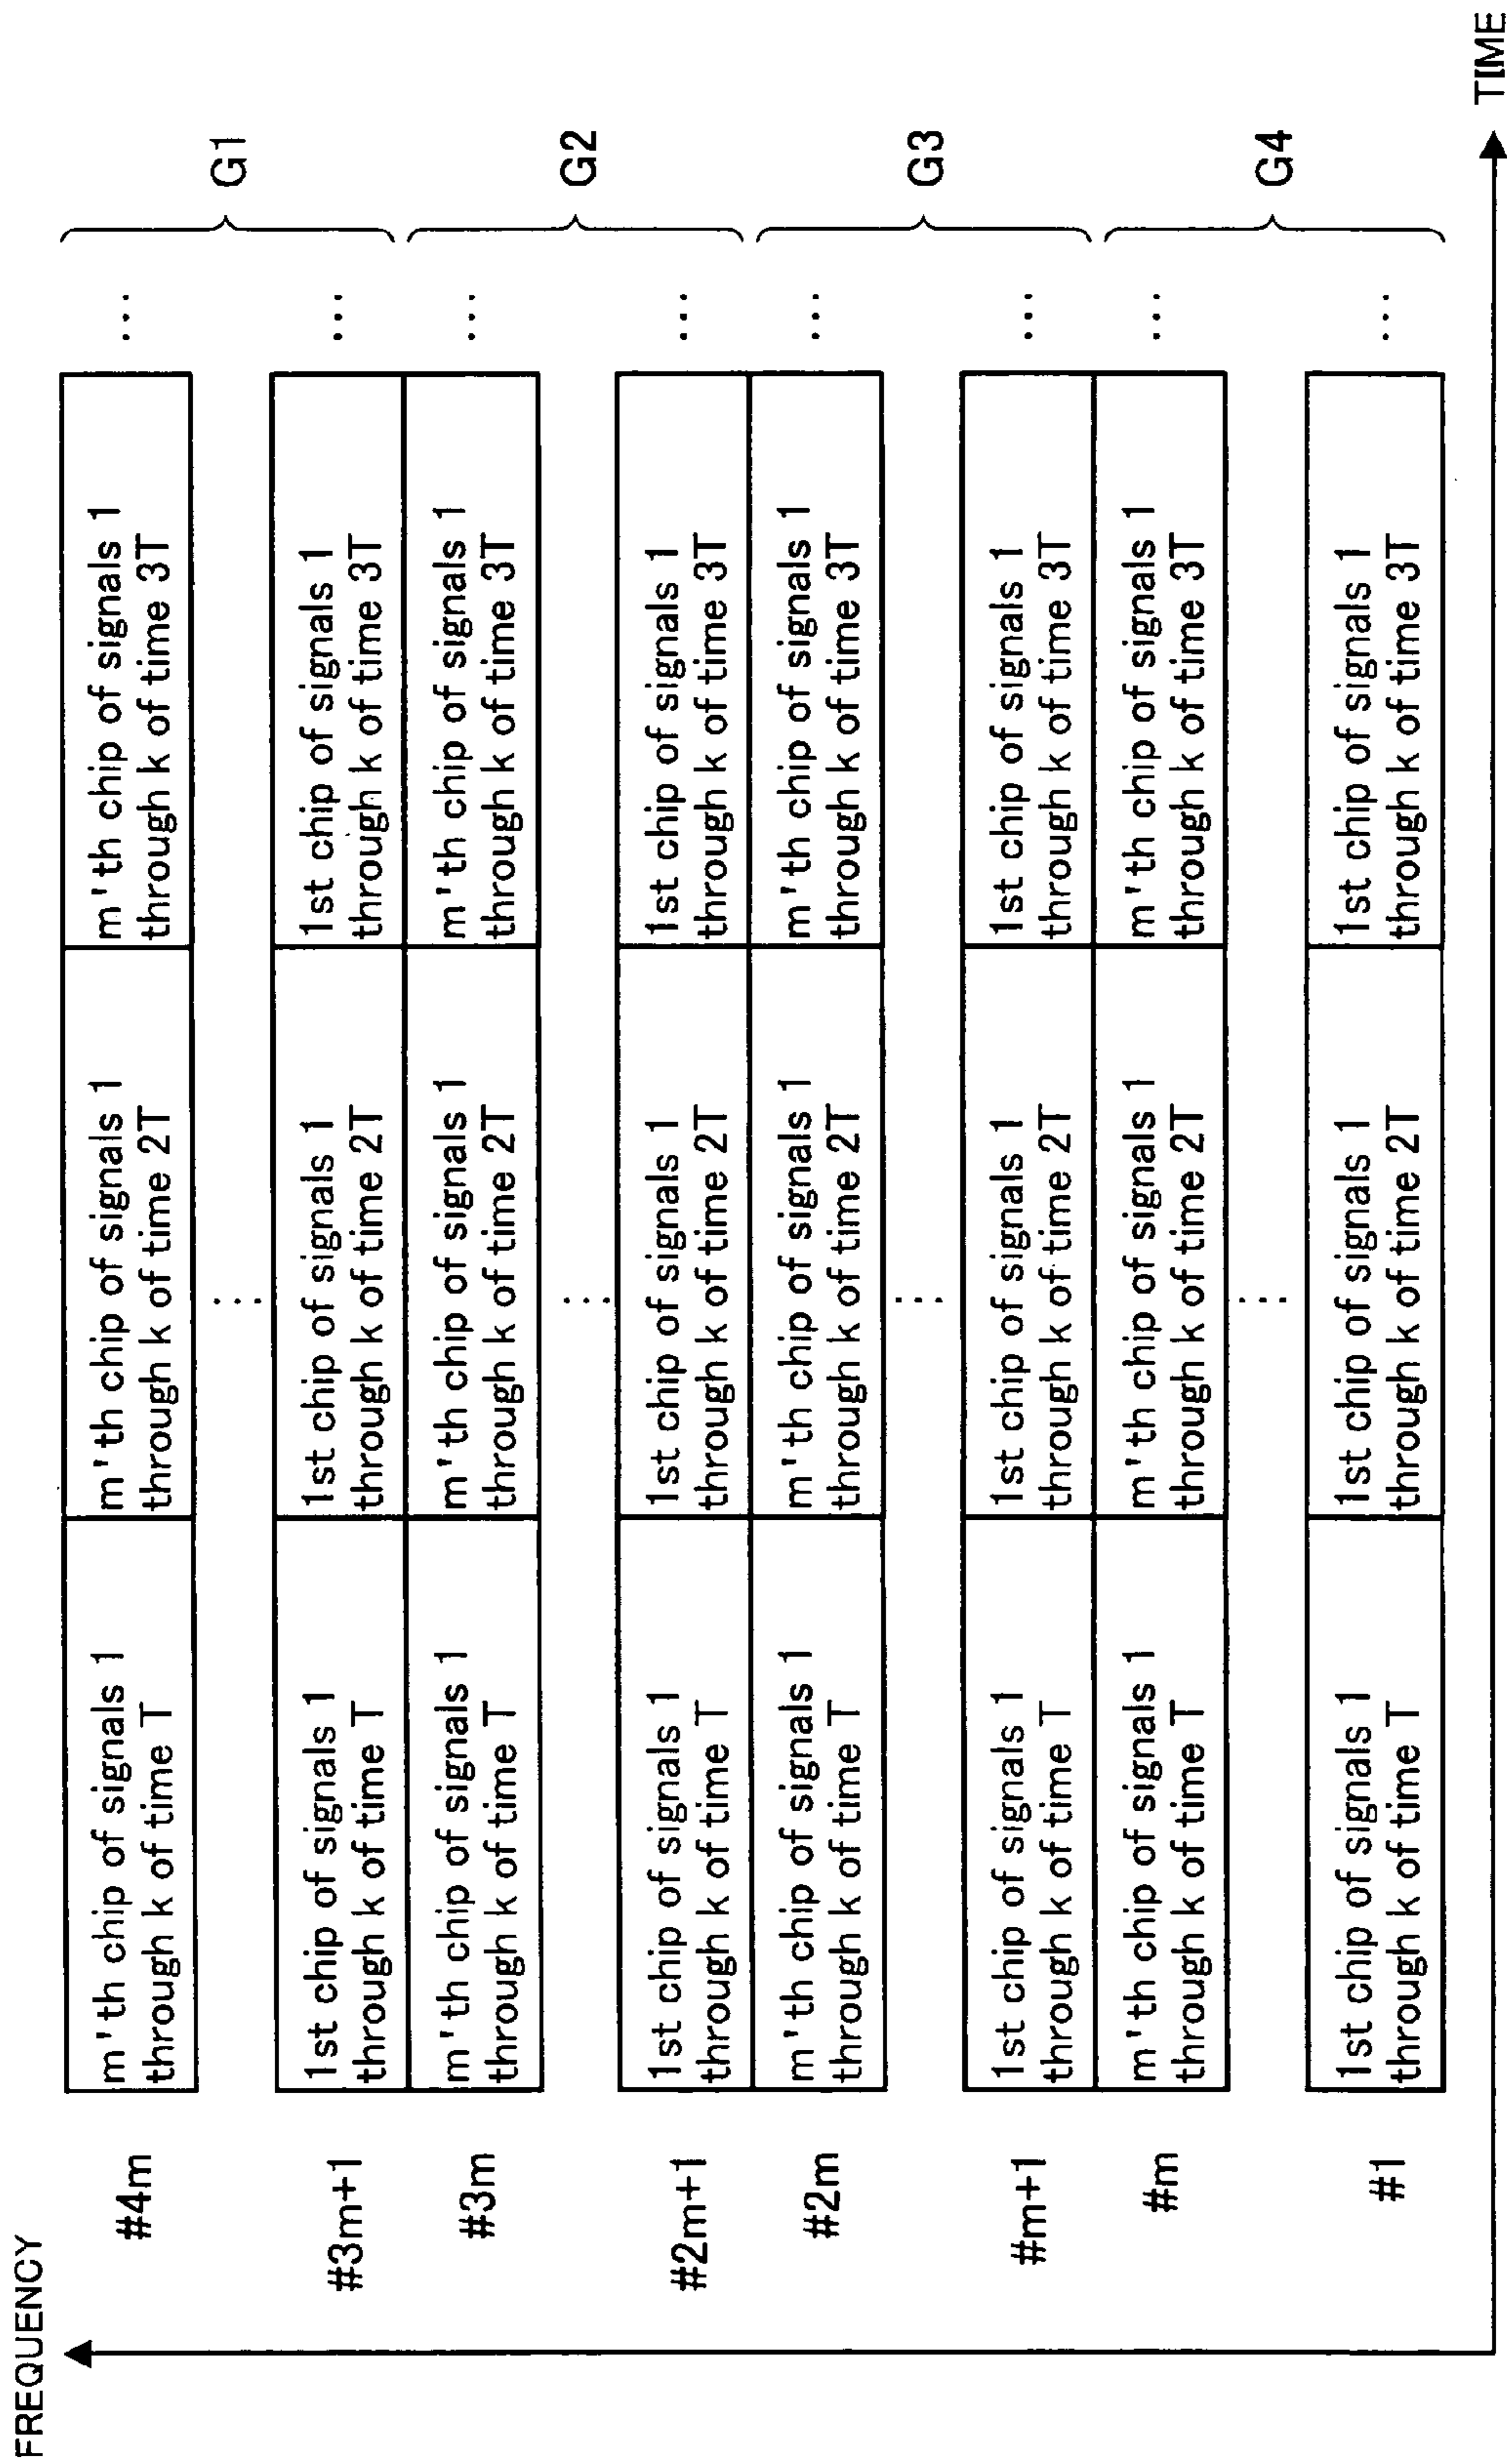 FREQUENCY
#4m
m'th chip of signals 1
through k of time T
m'th chip of signals 1
through k of time 2T
m'th chip of signals 1
through k of time 3T
...
G1
...
#3m+1
1st chip of signals 1
through k of time T
1st chip of signals 1
through k of time 2T
1st chip of signals 1
through k of time 3T
...
#3m
m'th chip of signals 1
through k of time T
m'th chip of signals 1
through k of time 2T
m'th chip of signals 1
through k of time 3T
...
G2
...
#2m+1
1st chip of signals 1
through k of time T
1st chip of signals 1
through k of time 2T
1st chip of signals 1
through k of time 3T
...
#2m
m'th chip of signals 1
through k of time T
m'th chip of signals 1
through k of time 2T
m'th chip of signals 1
through k of time 3T
...
G3
...
#m+1
1st chip of signals 1
through k of time T
1st chip of signals 1
through k of time 2T
1st chip of signals 1
through k of time 3T
...
#m
m'th chip of signals 1
through k of time T
m'th chip of signals 1
through k of time 2T
m'th chip of signals 1
through k of time 3T
...
G4
...
#1
1st chip of signals 1
through k of time T
1st chip of signals 1
through k of time 2T
1st chip of signals 1
through k of time 3T
...
TIME